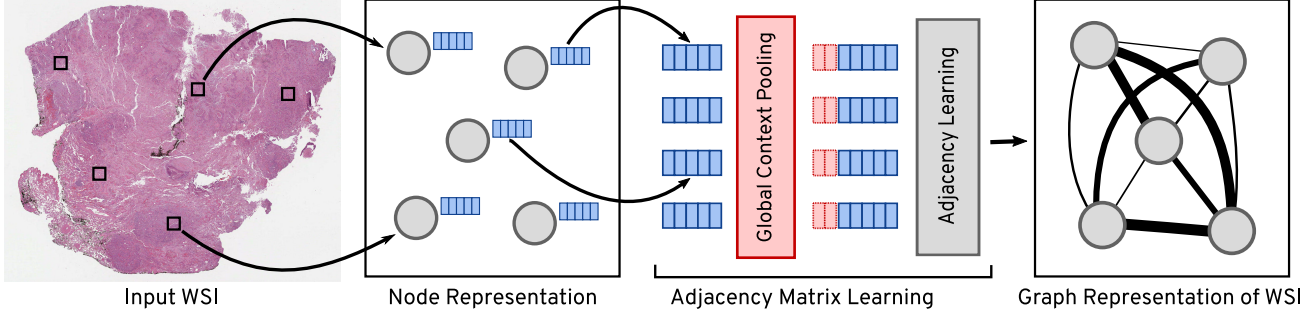 Global Context Pooling
Adjacency Learning
Input WSI
Node Representation
Adjacency Matrix Learning
Graph Representation of WSI